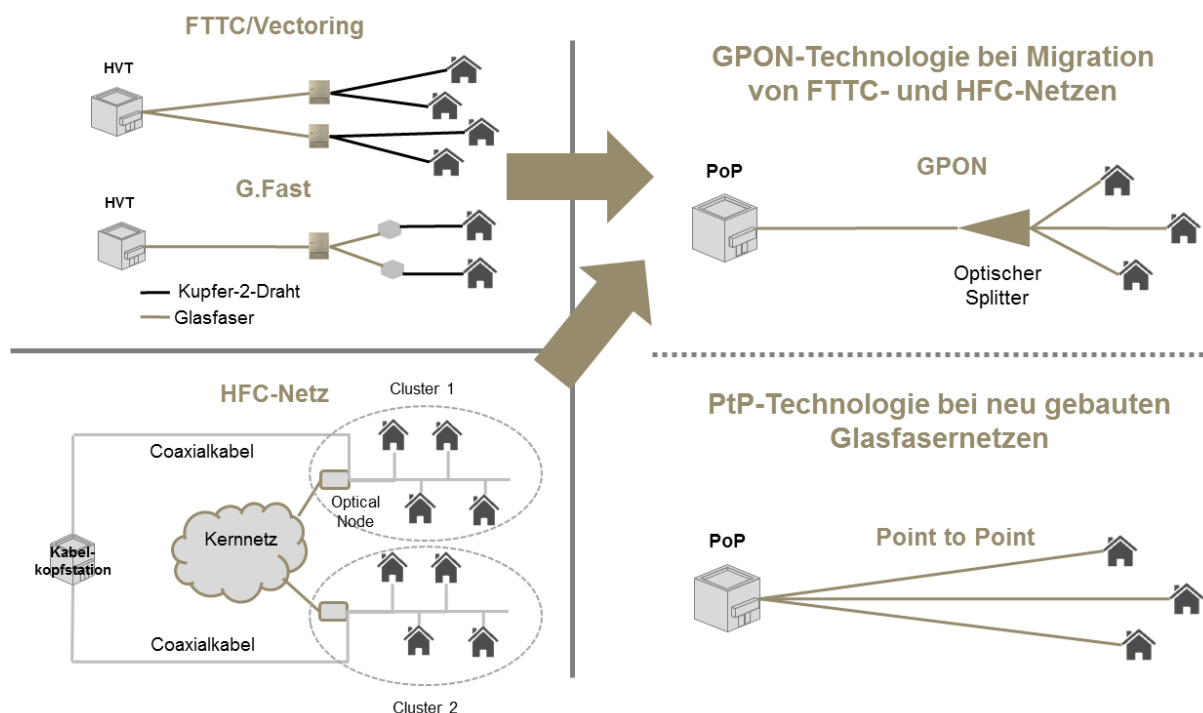 FTTC/Vectoring
HVT
G.Fast
HVT
Kupfer-2-Draht
Glasfaser
HFC-Netz
Cluster 1
Coaxialkabel
Optical
Node
Kernnetz
Kabel-
kopfstation
Coaxialkabel
Cluster 2
GPON-Technologie bei Migration
von FTTC- und HFC-Netzen
PoP
GPON
Optischer
Splitter
PtP-Technologie bei neu gebauten
Glasfasernetzen
PoP
Point to Point